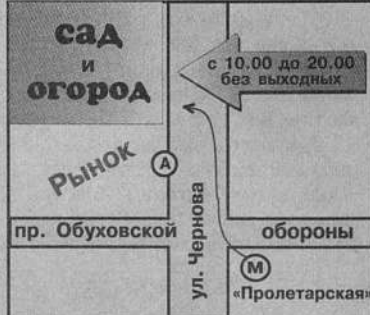 сад
и
огород
с 10.00 до 20.00
без выходных
Рынок
А
ул. Чернова
пр. Обуховской обороны
М
«Пролетарская»